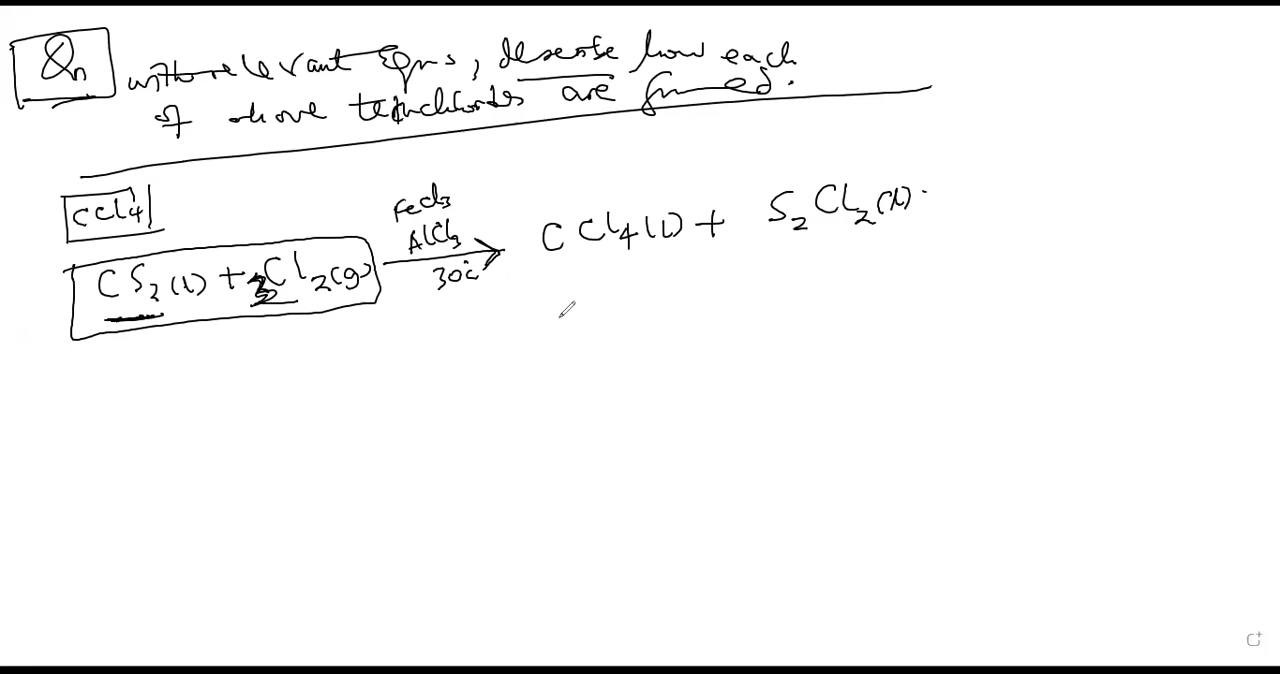 Qn with relevant Eqns, describe how each
of above tetrachlorides are formed.
CCl4
CS2(l) + 3Cl2(g) FeCl3 AlCl3 30°C → CCl4(l) + S2Cl2(l).